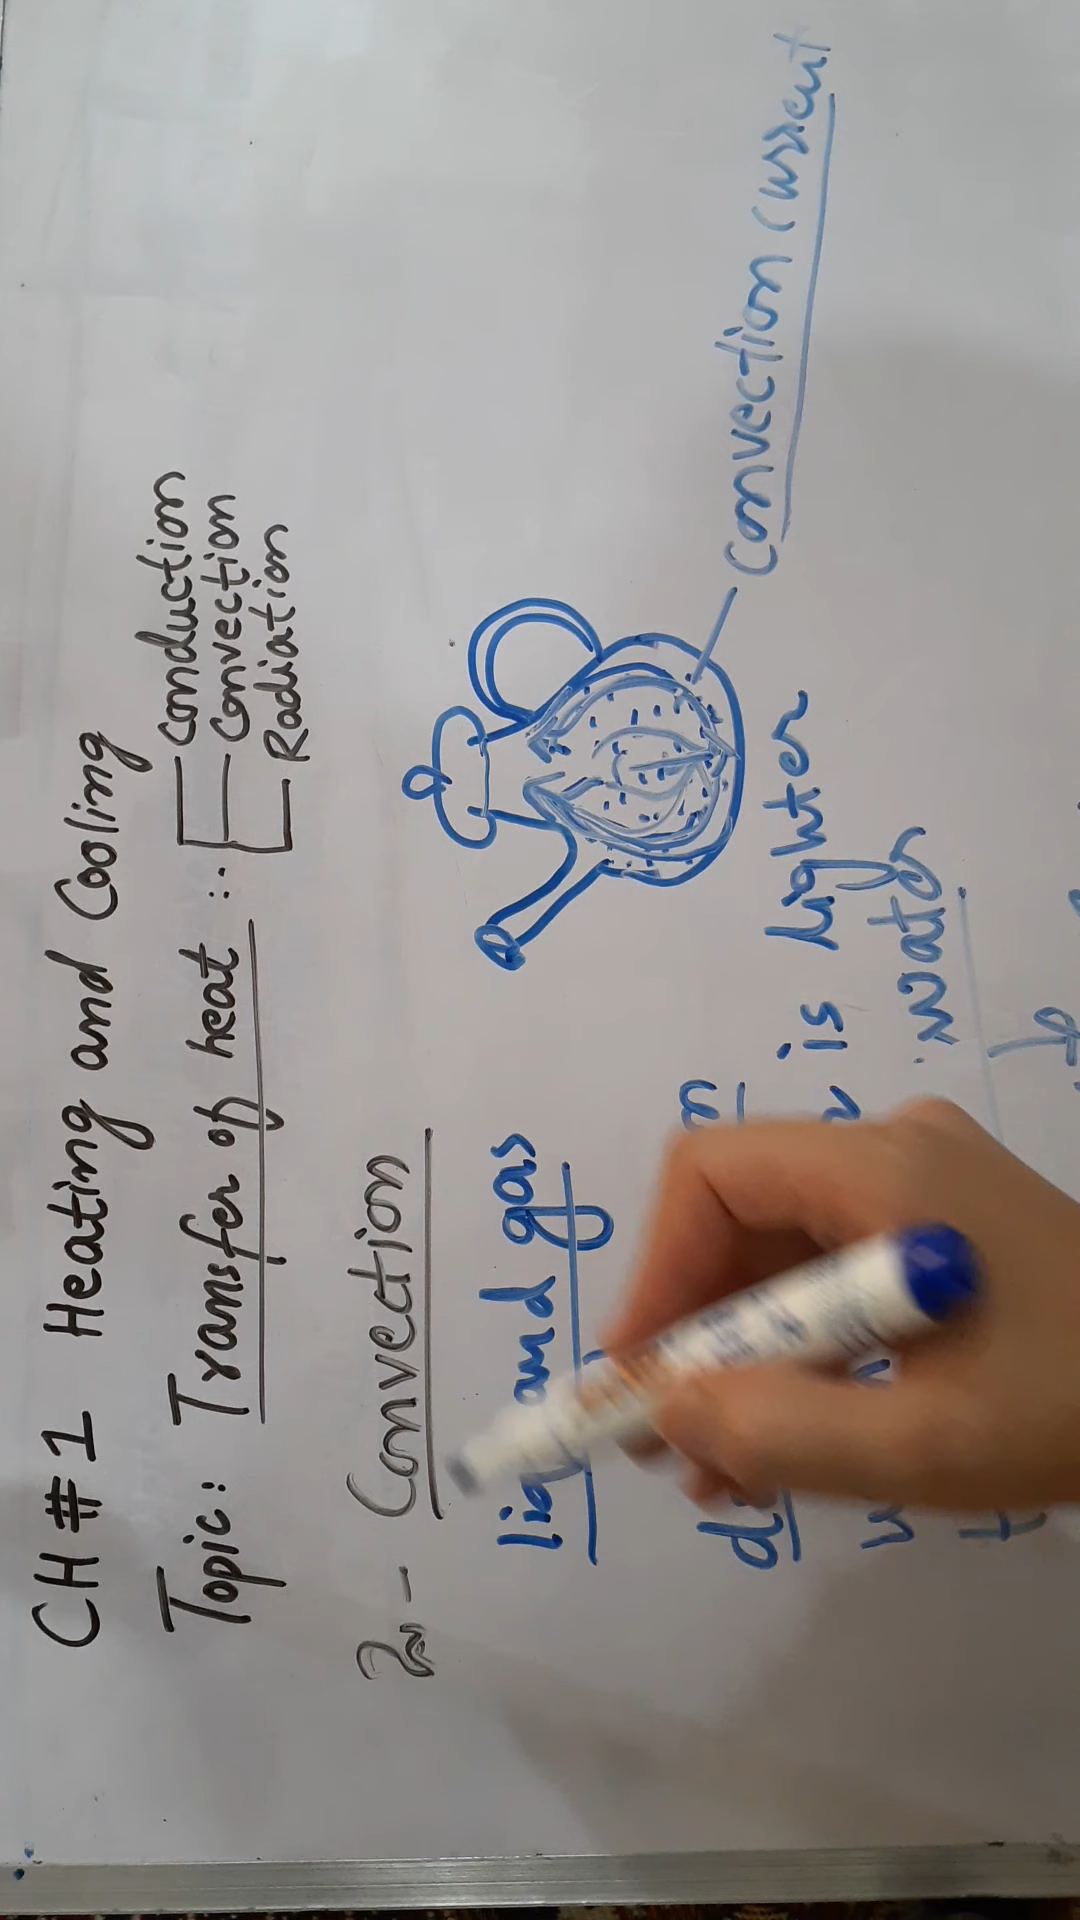 CH # 1 Heating and Cooling
Topic: Transfer of heat :
Conduction
Convection
Radiation
2 - Convection
liq and gas
convection current
is lighter
water